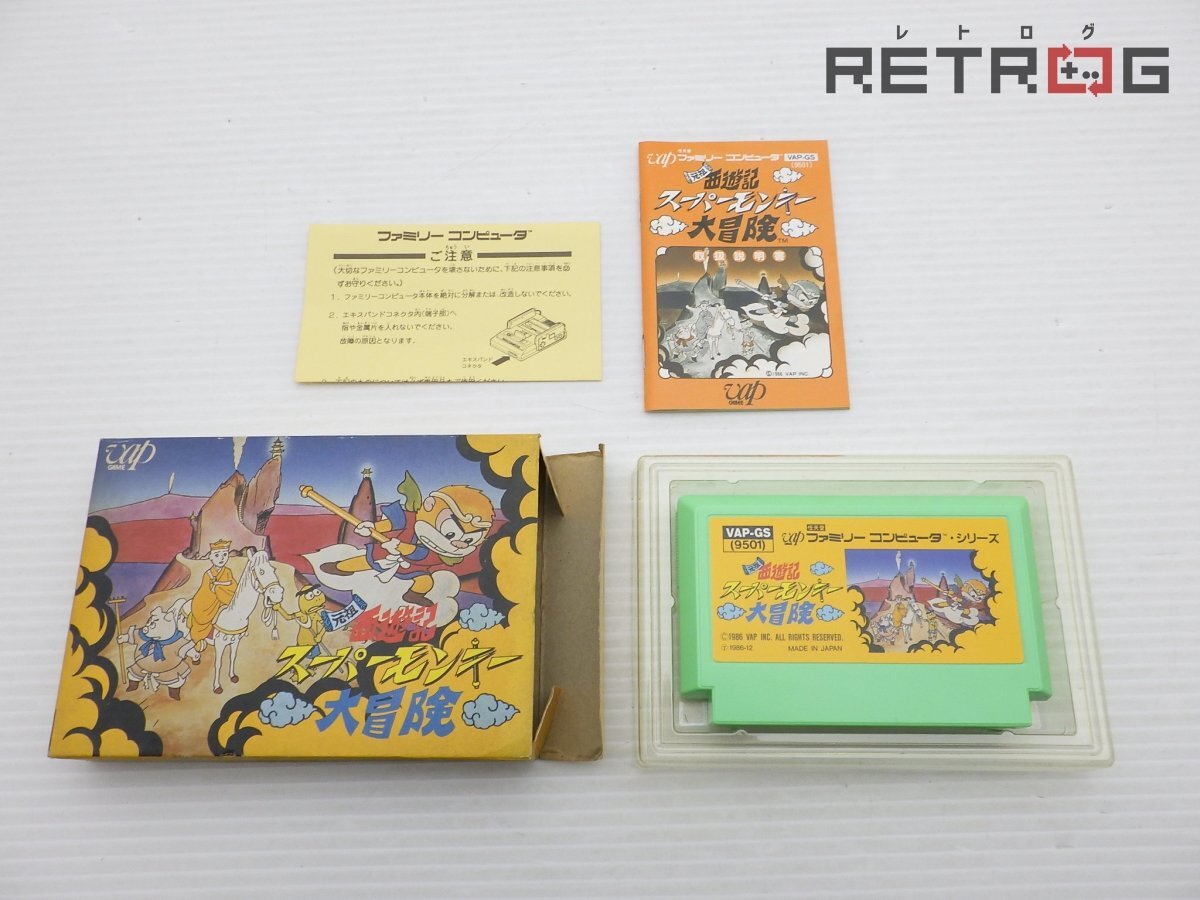 レトログ
RETROG
vap ファミリー コンピュータ VAP-GS
(9501)
元祖 西遊記
スーパーモンキー
大冒険 TM
取扱説明書
©1986 VAP INC.
vap
GAME
ファミリー コンピュータ™
ご注意
(大切なファミリーコンピュータを壊さないために、下記の注意事項を必
ずお守りください。)
1. ファミリーコンピュータ本体を絶対に分解または改造しないでください。
2. エキスパンドコネクタ内(端子部)へ
指や金属片を入れないでください。
故障の原因となります。
エキスパンド
コネクタ
vap
GAME
元祖 西遊記
スーパーモンキー
大冒険
VAP-GS
(9501)
任天堂
vap ファミリー コンピュータ™・シリーズ
元祖 西遊記
スーパーモンキー
大冒険
©1986 VAP INC. ALL RIGHTS RESERVED.
1986-12 MADE IN JAPAN